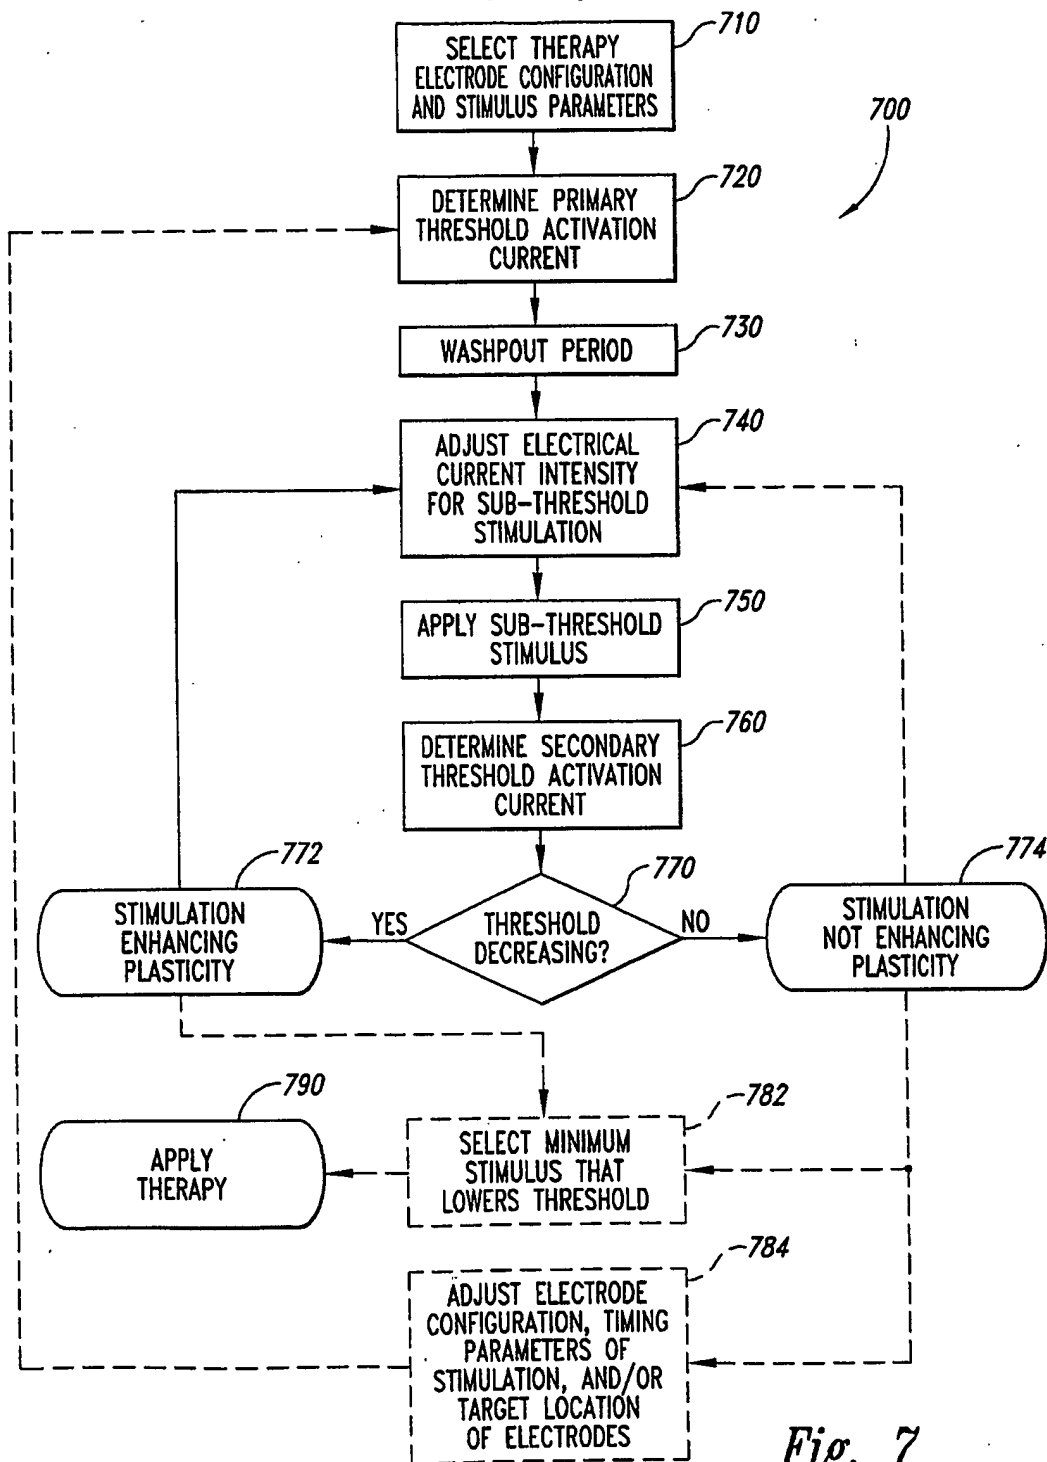 710
SELECT THERAPY
ELECTRODE CONFIGURATION
AND STIMULUS PARAMETERS
700
720
DETERMINE PRIMARY
THRESHOLD ACTIVATION
CURRENT
730
WASHPOUT PERIOD
740
ADJUST ELECTRICAL
CURRENT INTENSITY
FOR SUB-THRESHOLD
STIMULATION
750
APPLY SUB-THRESHOLD
STIMULUS
760
DETERMINE SECONDARY
THRESHOLD ACTIVATION
CURRENT
772
STIMULATION
ENHANCING
PLASTICITY
YES
770
THRESHOLD
DECREASING?
NO
774
STIMULATION
NOT ENHANCING
PLASTICITY
790
APPLY
THERAPY
782
SELECT MINIMUM
STIMULUS THAT
LOWERS THRESHOLD
784
ADJUST ELECTRODE
CONFIGURATION, TIMING
PARAMETERS OF
STIMULATION, AND/OR
TARGET LOCATION
OF ELECTRODES
Fig. 7